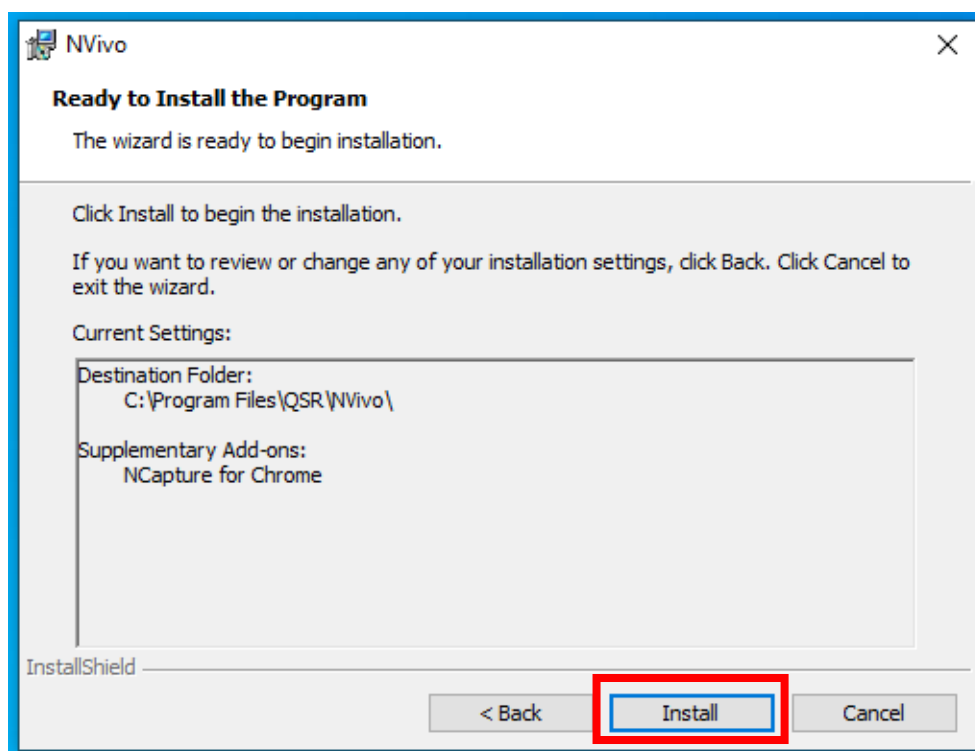 NVivo
Ready to Install the Program
The wizard is ready to begin installation.
Click Install to begin the installation.
If you want to review or change any of your installation settings, click Back. Click Cancel to
exit the wizard.
Current Settings:
Destination Folder:
C:\Program Files\QSR\NVivo\
Supplementary Add-ons:
NCapture for Chrome
InstallShield
< Back
Install
Cancel